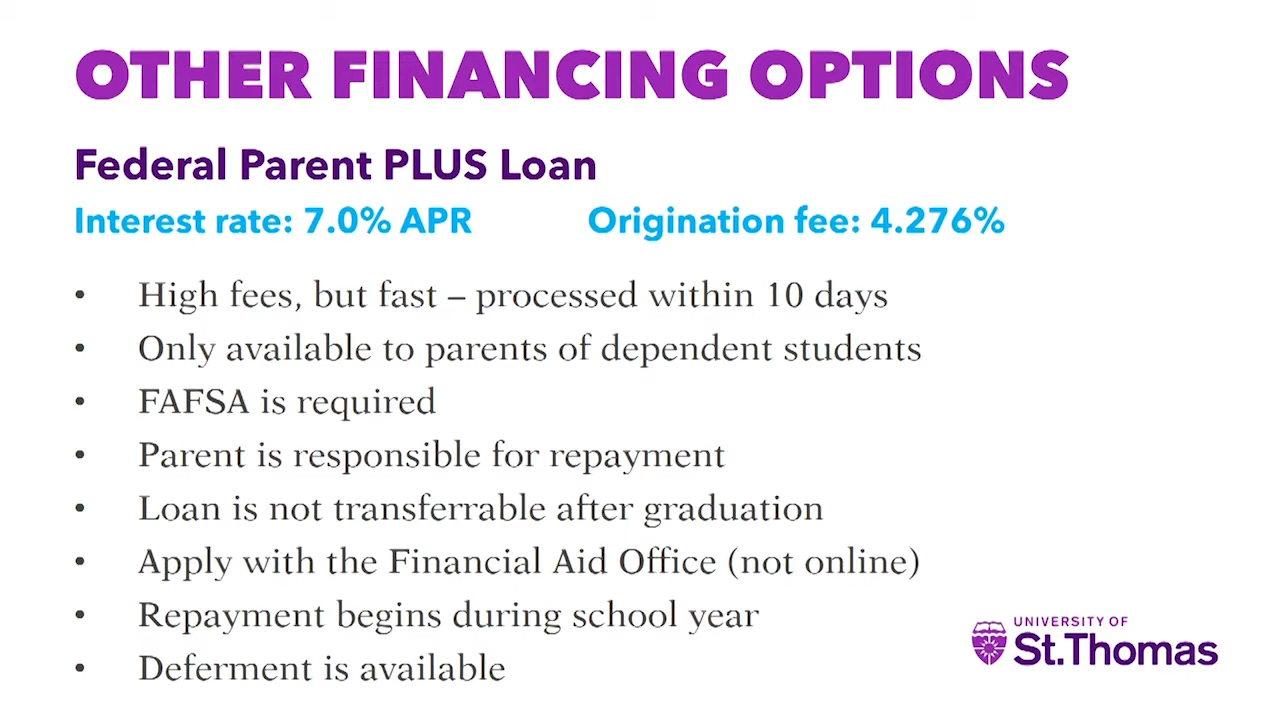 OTHER FINANCING OPTIONS
Federal Parent PLUS Loan
Interest rate: 7.0% APR Origination fee: 4.276%
• High fees, but fast – processed within 10 days
• Only available to parents of dependent students
• FAFSA is required
• Parent is responsible for repayment
• Loan is not transferrable after graduation
• Apply with the Financial Aid Office (not online)
• Repayment begins during school year
• Deferment is available
UNIVERSITY OF
St.Thomas